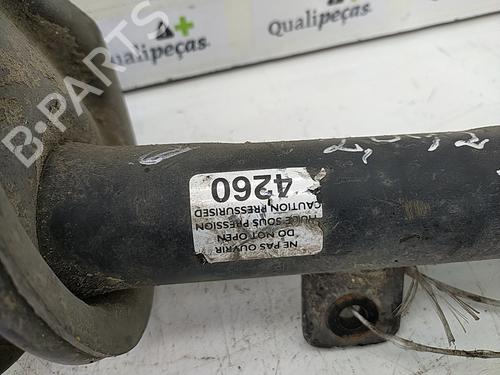 Qualipeças
Qualipeças
B-PARTS
4260
CAUTION PRESSURISED
HUILE SOUS PRESSION
DO NOT OPEN
NE PAS OUVRIR